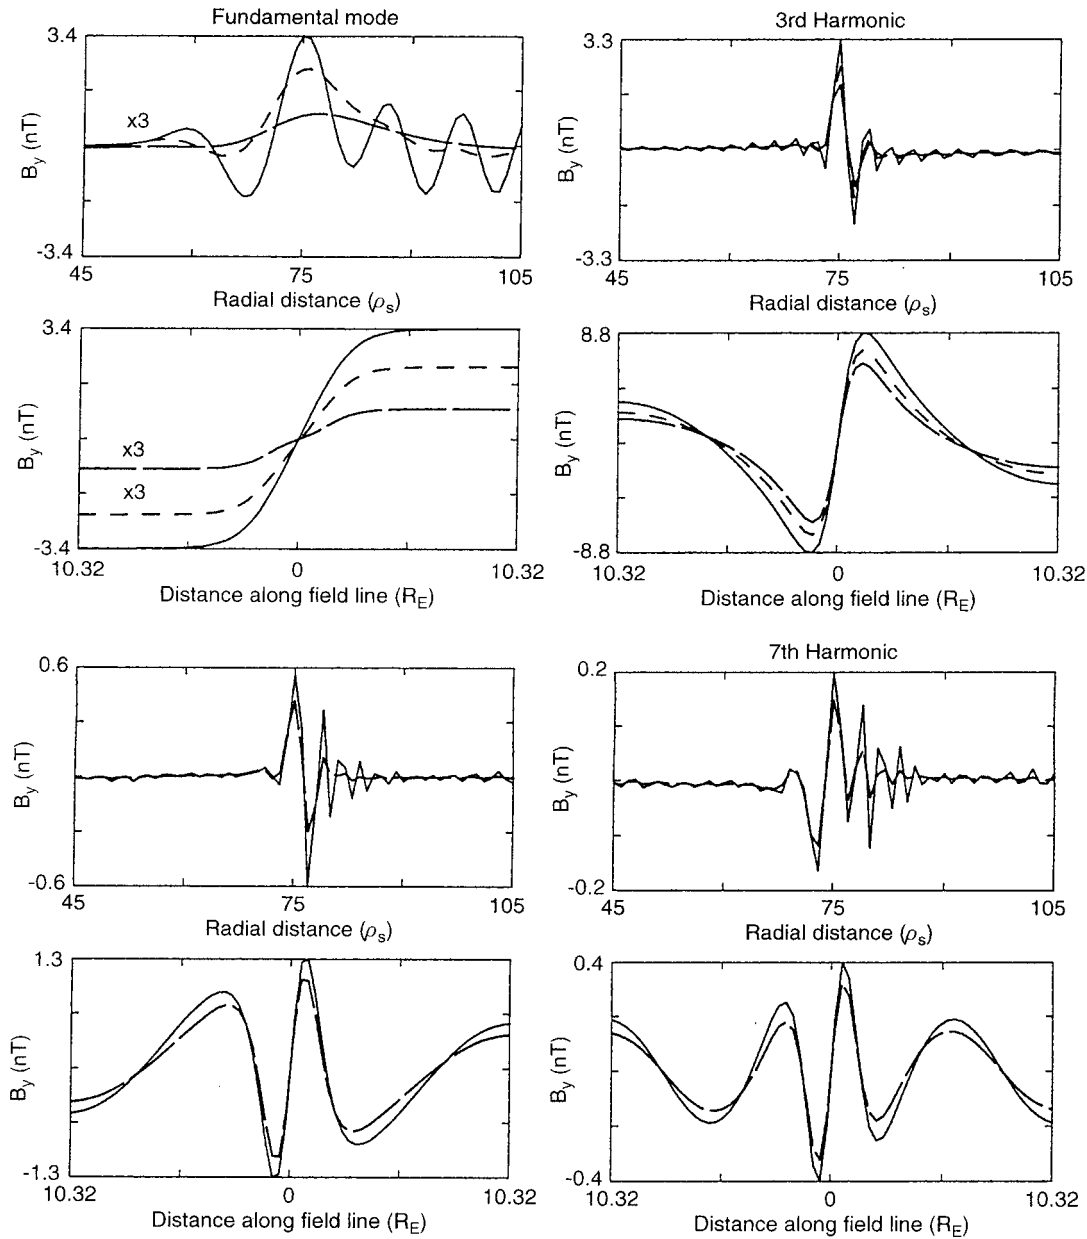 Fundamental mode
3.4
x3
B_y (nT)
-3.4
45
75
105
Radial distance (ρ_s)
3rd Harmonic
3.3
B_y (nT)
-3.3
45
75
105
Radial distance (ρ_s)
3.4
x3
x3
B_y (nT)
-3.4
10.32
0
10.32
Distance along field line (R_E)
8.8
B_y (nT)
-8.8
10.32
0
10.32
Distance along field line (R_E)
0.6
B_y (nT)
-0.6
45
75
105
Radial distance (ρ_s)
7th Harmonic
0.2
B_y (nT)
-0.2
45
75
105
Radial distance (ρ_s)
1.3
B_y (nT)
-1.3
10.32
0
10.32
Distance along field line (R_E)
0.4
B_y (nT)
-0.4
10.32
0
10.32
Distance along field line (R_E)